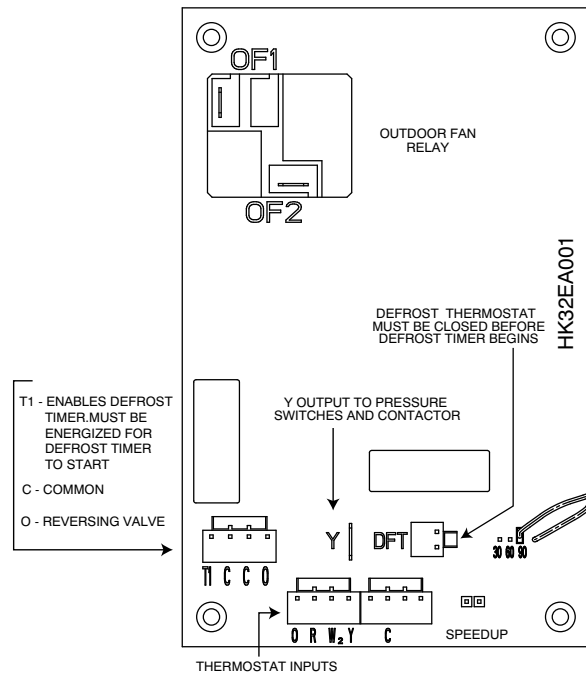 OF1
OUTDOOR FAN
RELAY
OF2
HK32EA001
DEFROST THERMOSTAT
MUST BE CLOSED BEFORE
DEFROST TIMER BEGINS
T1 - ENABLES DEFROST
TIMER.MUST BE
ENERGIZED FOR
DEFROST TIMER
TO START
C - COMMON
O - REVERSING VALVE
Y OUTPUT TO PRESSURE
SWITCHES AND CONTACTOR
Y
DFT
30 60 90
T1 C C O
O R W₂ Y C
SPEEDUP
THERMOSTAT INPUTS